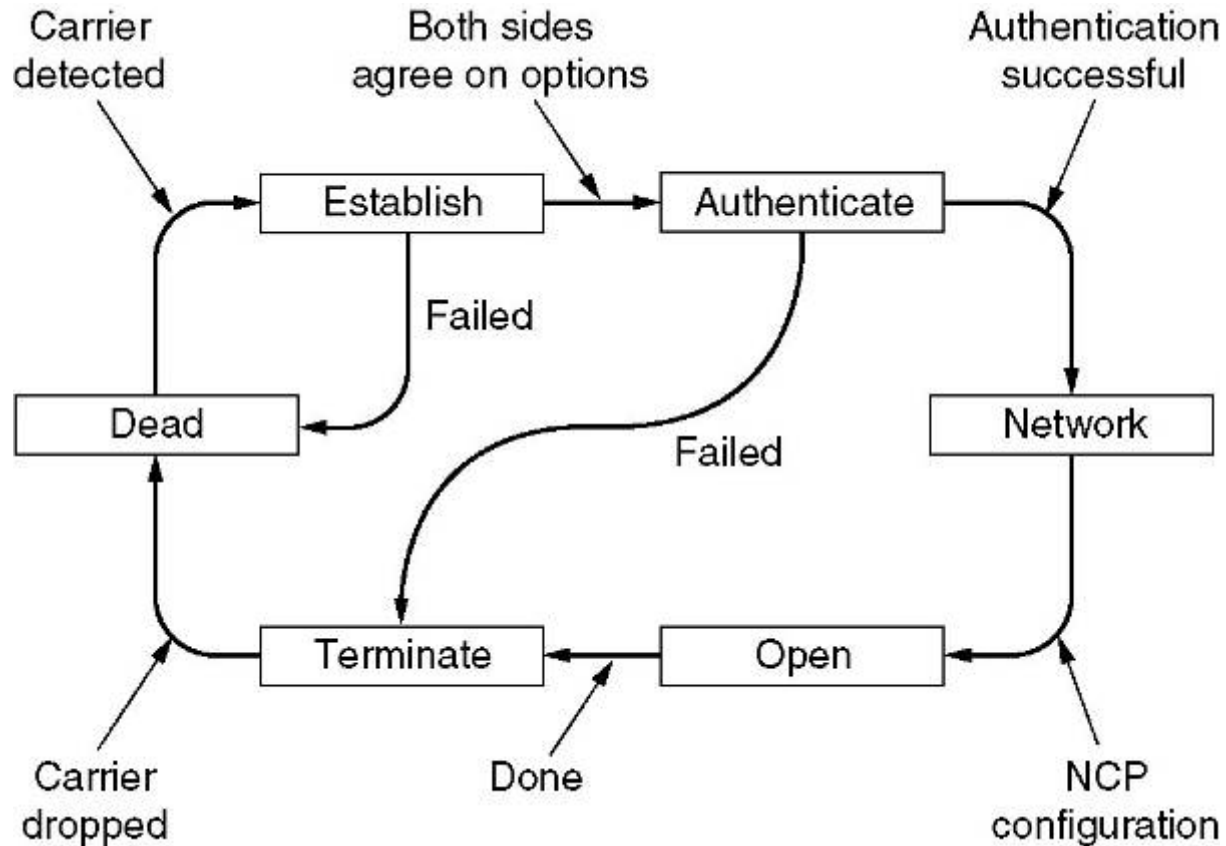 Carrier
detected
Both sides
agree on options
Authentication
successful
Establish
Authenticate
Failed
Dead
Failed
Network
Terminate
Open
Carrier
dropped
Done
NCP
configuration